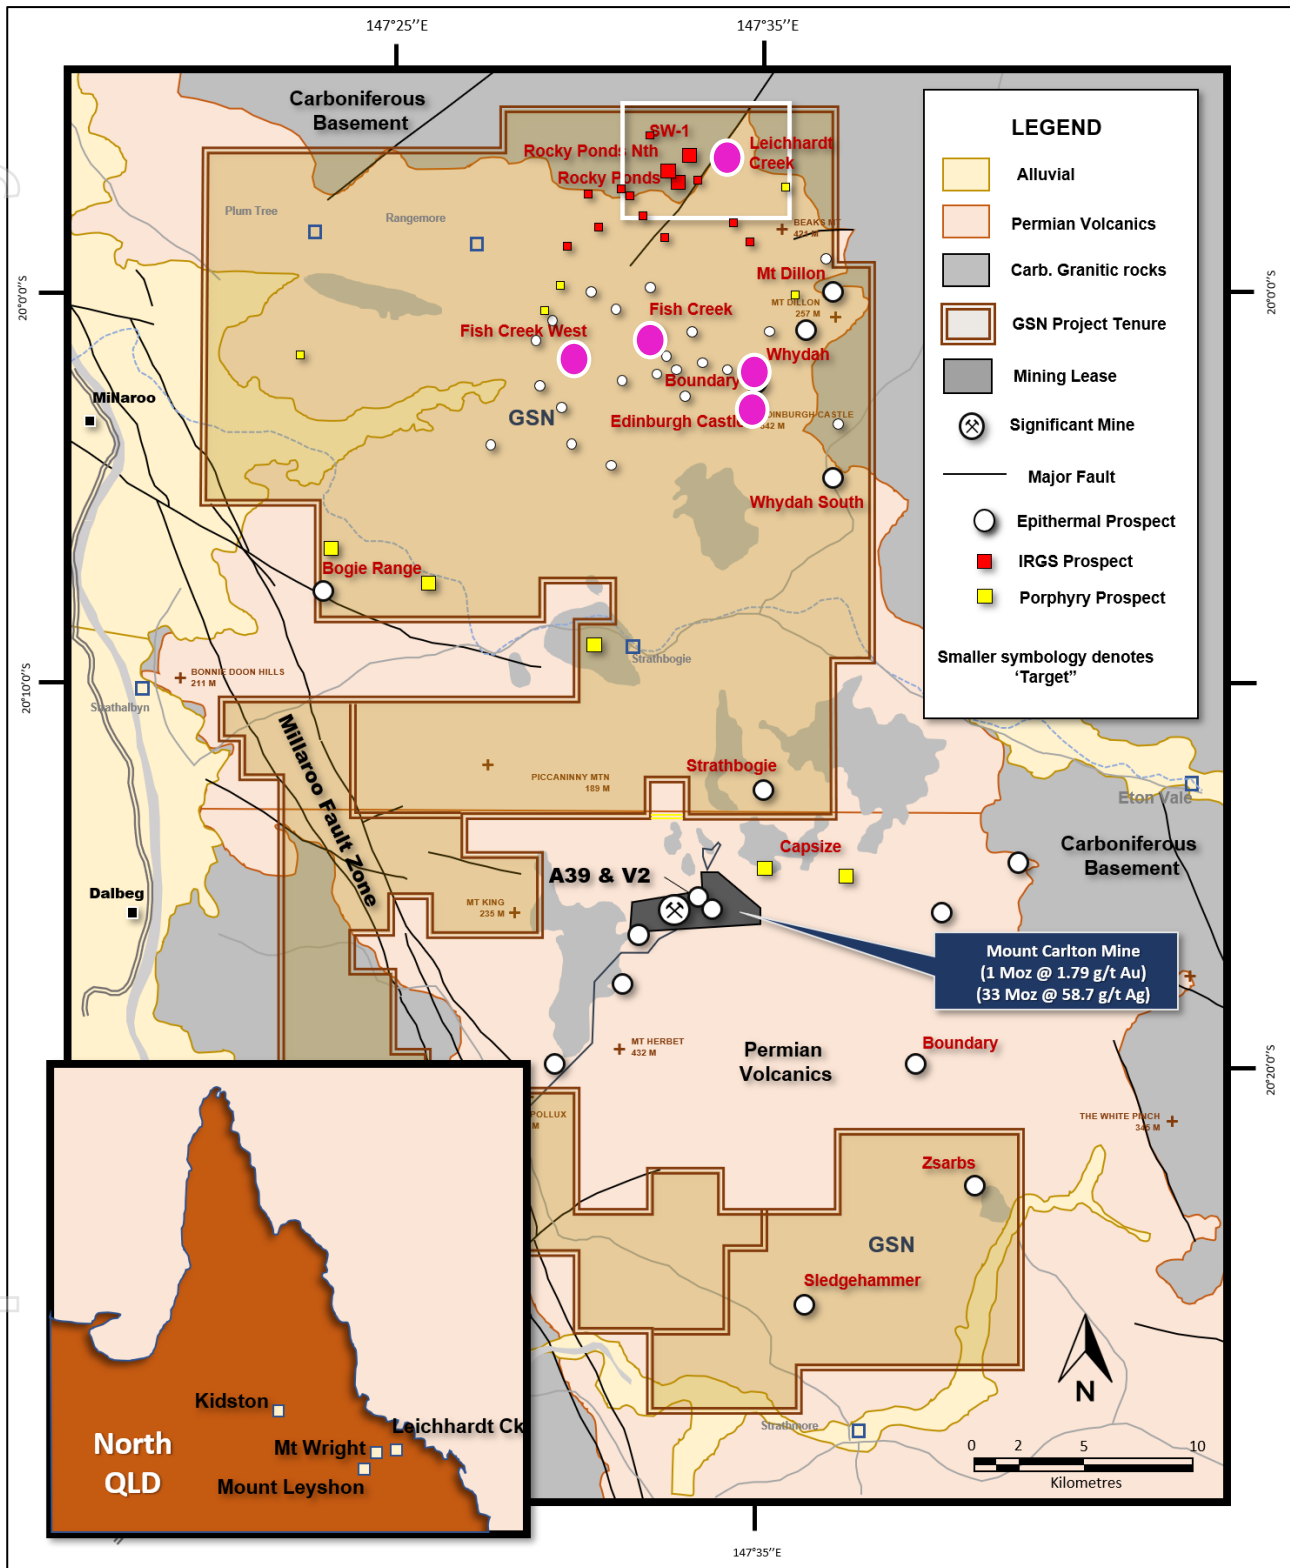 147°25''E
147°35''E
Carboniferous
Basement
SW-1
Rocky Ponds Nth
Leichhardt
Creek
Rocky Ponds
Plum Tree
Rangemore
BEAKS MT
421 M
20°0'0''S
20°0'0''S
Mt Dillon
MT DILLON
257 M
Fish Creek
Fish Creek West
Whydah
Boundary
Millaroo
GSN
Edinburgh Castle
EDINBURGH CASTLE
542 M
Whydah South
Bogie Range
Strathbogie
BONNIE DOON HILLS
211 M
20°10'0''S
Strathalbyn
Millaroo Fault Zone
PICCANINNY MTN
189 M
Strathbogie
Eton Vale
Capsize
Carboniferous
Basement
A39 & V2
Dalbeg
MT KING
235 M
Mount Carlton Mine
(1 Moz @ 1.79 g/t Au)
(33 Moz @ 58.7 g/t Ag)
MT HERBET
432 M
Permian
Volcanics
Boundary
20°20'0''S
POLLUX
M
THE WHITE PINCH
345 M
Zsarbs
GSN
Sledgehammer
Strathmore
N
0 2 5 10
Kilometres
147°35''E
LEGEND
Alluvial
Permian Volcanics
Carb. Granitic rocks
GSN Project Tenure
Mining Lease
Significant Mine
Major Fault
Epithermal Prospect
IRGS Prospect
Porphyry Prospect
Smaller symbology denotes
'Target"
Kidston
Leichhardt Ck
Mt Wright
Mount Leyshon
North
QLD